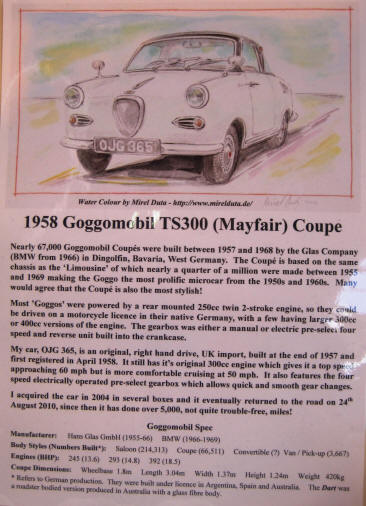 OJG 365
Water Colour by Mirel Duta - http://www.mirelduta.de/
1958 Goggomobil TS300 (Mayfair) Coupe
Nearly 67,000 Goggomobil Coupés were built between 1957 and 1968 by the Glas Company
(BMW from 1966) in Dingolfin, Bavaria, West Germany. The Coupé is based on the same
chassis as the 'Limousine' of which nearly a quarter of a million were made between 1955
and 1969 making the Goggo the most prolific microcar from the 1950s and 1960s. Many
would agree that the Coupé is also the most stylish!
Most 'Goggos' were powered by a rear mounted 250cc twin 2-stroke engine, so they could
be driven on a motorcycle licence in their native Germany, with a few having larger 300cc
or 400cc versions of the engine. The gearbox was either a manual or electric pre-select four
speed and reverse unit built into the crankcase.
My car, OJG 365, is an original, right hand drive, UK import, built at the end of 1957 and
first registered in April 1958. It still has it's original 300cc engine which gives it a top speed
approaching 60 mph but is more comfortable cruising at 50 mph. It also features the four
speed electrically operated pre-select gearbox which allows quick and smooth gear changes.
I acquired the car in 2004 in several boxes and it eventually returned to the road on 24th
August 2010, since then it has done over 5,000, not quite trouble-free, miles!
Goggomobil Spec
Manufacturer: Hans Glas GmbH (1955-66) BMW (1966-1969)
Body Styles (Numbers Built*): Saloon (214,313) Coupe (66,511) Convertible (?) Van / Pick-up (3,667)
Engines (BHP): 245 (13.6) 293 (14.8) 392 (18.5)
Coupe Dimensions: Wheelbase 1.8m Length 3.04m Width 1.37m Height 1.24m Weight 420kg
* Refers to German production. They were built under licence in Argentina, Spain and Australia. The Dart was
a roadster bodied version produced in Australia with a glass fibre body.